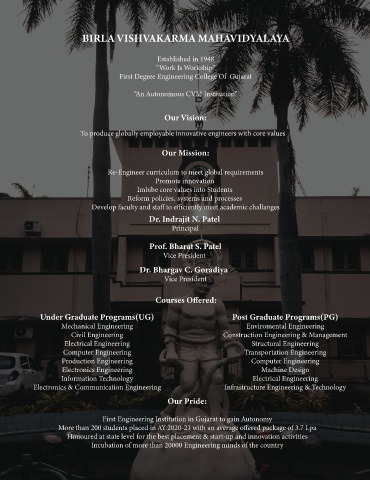 BIRLA VISHVAKARMA MAHAVIDYALAYA
Established in 1948
"Work Is Workship"
First Degree Engineering College Of Gujarat
"An Autonomous CVM Institution"
Our Vision:
To produce globally employable innovative engineers with core values
Our Mission:
Re-Engineer curriculum to meet global requirements
Promote innovation
Imbibe core values into Students
Reform policies, systems and processes
Develop faculty and staff to efficiently meet academic challanges
Dr. Indrajit N. Patel
Principal
Prof. Bharat S. Patel
Vice President
Dr. Bhargav C. Goradiya
Vice President
Courses Offered:
Under Graduate Programs(UG)
Mechanical Engineering
Civil Engineering
Electrical Engineering
Computer Engineering
Production Engineering
Electronics Engineering
Information Technology
Electronics & Communication Engineering
Post Graduate Programs(PG)
Enviromental Engineering
Construction Engineering & Management
Structural Engineering
Transportation Engineering
Computer Engineering
Machine Design
Electrical Engineering
Infrastructure Engineering & Technology
Our Pride:
First Engineering Institution in Gujarat to gain Autonomy
More than 200 students placed in AY 2020-21 with an average offered package of 3.7 Lpa
Honoured at state level for the best placement & start-up and innovation activities
Incubation of more than 20000 Engineering minds of the country